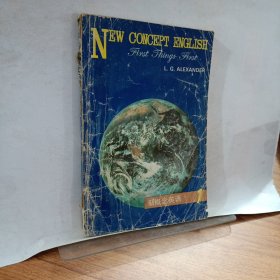 NEW CONCEPT ENGLISH
First Things First
L. G. ALEXANDER
新概念英语